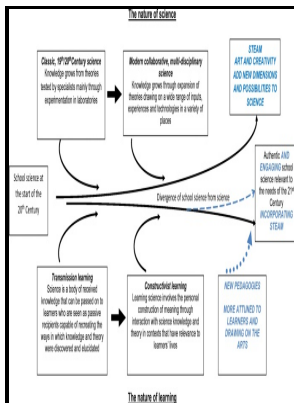 The nature of science
Classic, 19th/20th Century science
Knowledge grows from theories
tested by specialists mainly through
experimentation in laboratories
Modern collaborative, multi-disciplinary
science
Knowledge grows through expansion of
theories drawing on a wide range of inputs,
experiences and technologies in a variety of
places
STEAM
ART AND CREATIVITY
ADD NEW DIMENSIONS
AND POSSIBILITIES TO
SCIENCE
School science at
the start of the
20th Century
Divergence of school science from science
Authentic AND
ENGAGING school
science relevant to
the needs of the 21st
Century
INCORPORATING
STEAM
Transmission learning
Science is a body of received
knowledge that can be passed on to
learners who are seen as passive
recipients capable of recreating the
ways in which knowledge and theory
were discovered and elucidated
Constructivist learning
Learning science involves the personal
construction of meaning through
interaction with science knowledge and
theory in contexts that have relevance to
learners' lives
NEW PEDAGOGIES
MORE ATTUNED TO
LEARNERS AND DRAWING ON THE
ARTS
The nature of learning